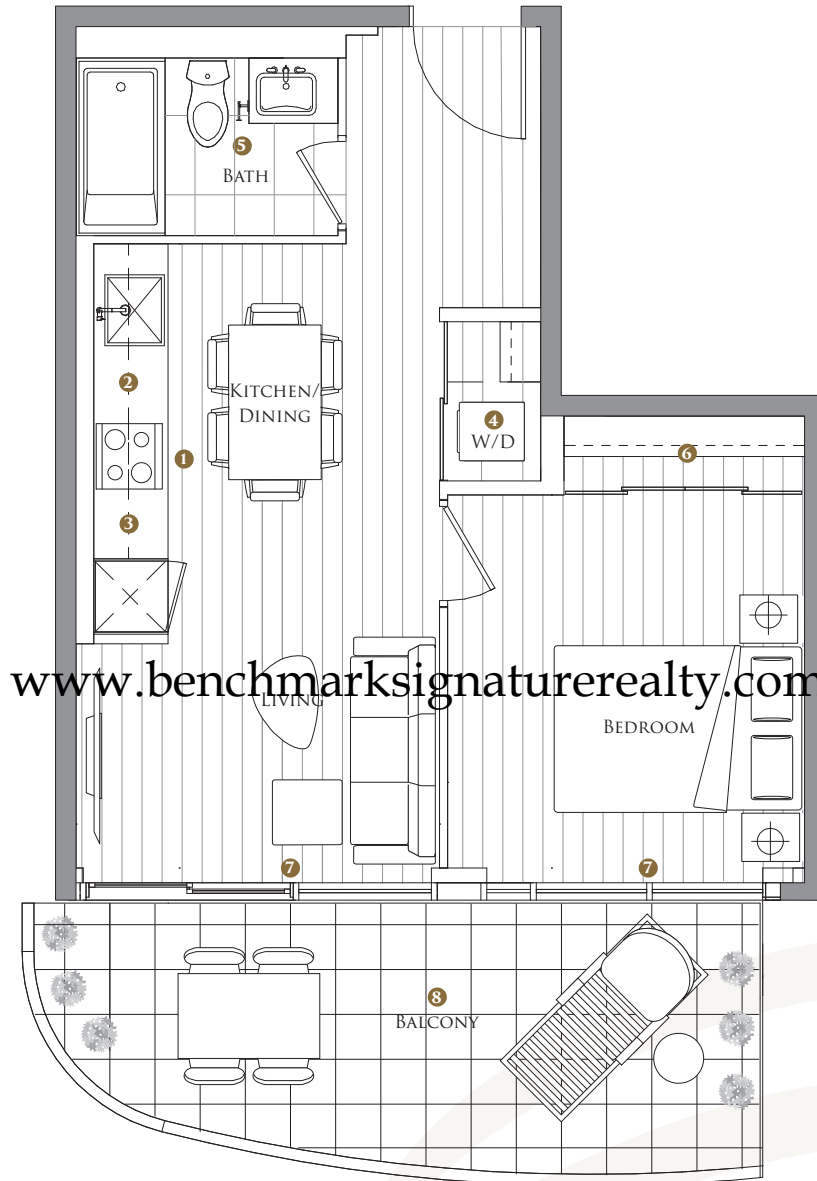 5
BATH
2
KITCHEN/
DINING
4
W/D
1
6
3
www.benchmarksignaturerealty.com
LIVING
BEDROOM
7
7
8
BALCONY